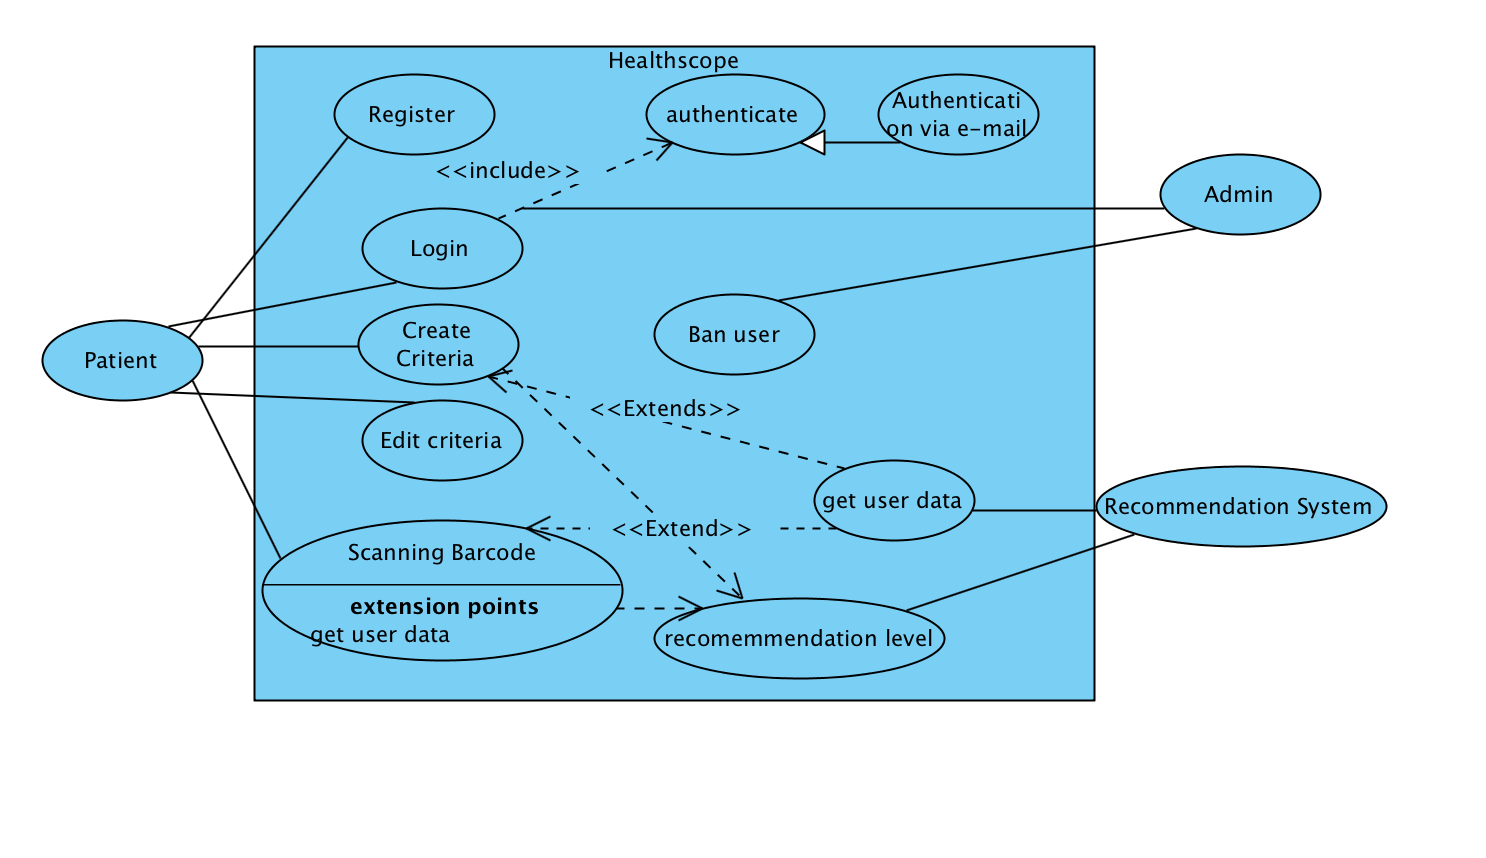 Healthscope
Register
authenticate
Authenticati
on via e-mail
<<include>>
Admin
Login
Create
Criteria
Ban user
Patient
<<Extends>>
Edit criteria
get user data
Recommendation System
<<Extend>>
Scanning Barcode
extension points
get user data
recomemmendation level